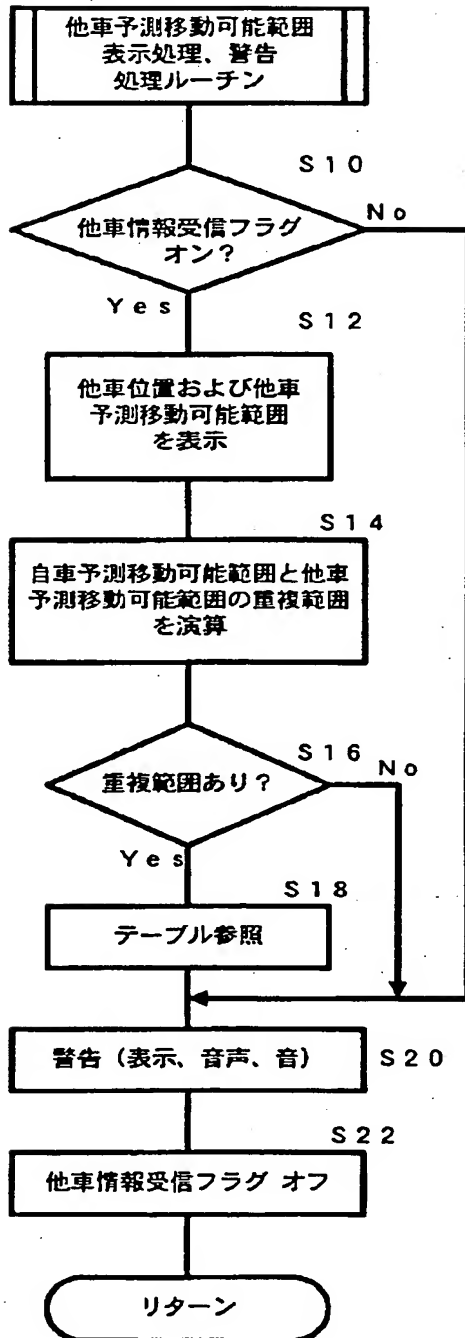 他車予測移動可能範囲
表示処理、警告
処理ルーチン
S10
他車情報受信フラグ
オン?
No
Yes
S12
他車位置および他車
予測移動可能範囲
を表示
S14
自車予測移動可能範囲と他車
予測移動可能範囲の重複範囲
を演算
S16
重複範囲あり?
No
Yes
S18
テーブル参照
警告(表示、音声、音)
S20
S22
他車情報受信フラグ オフ
リターン